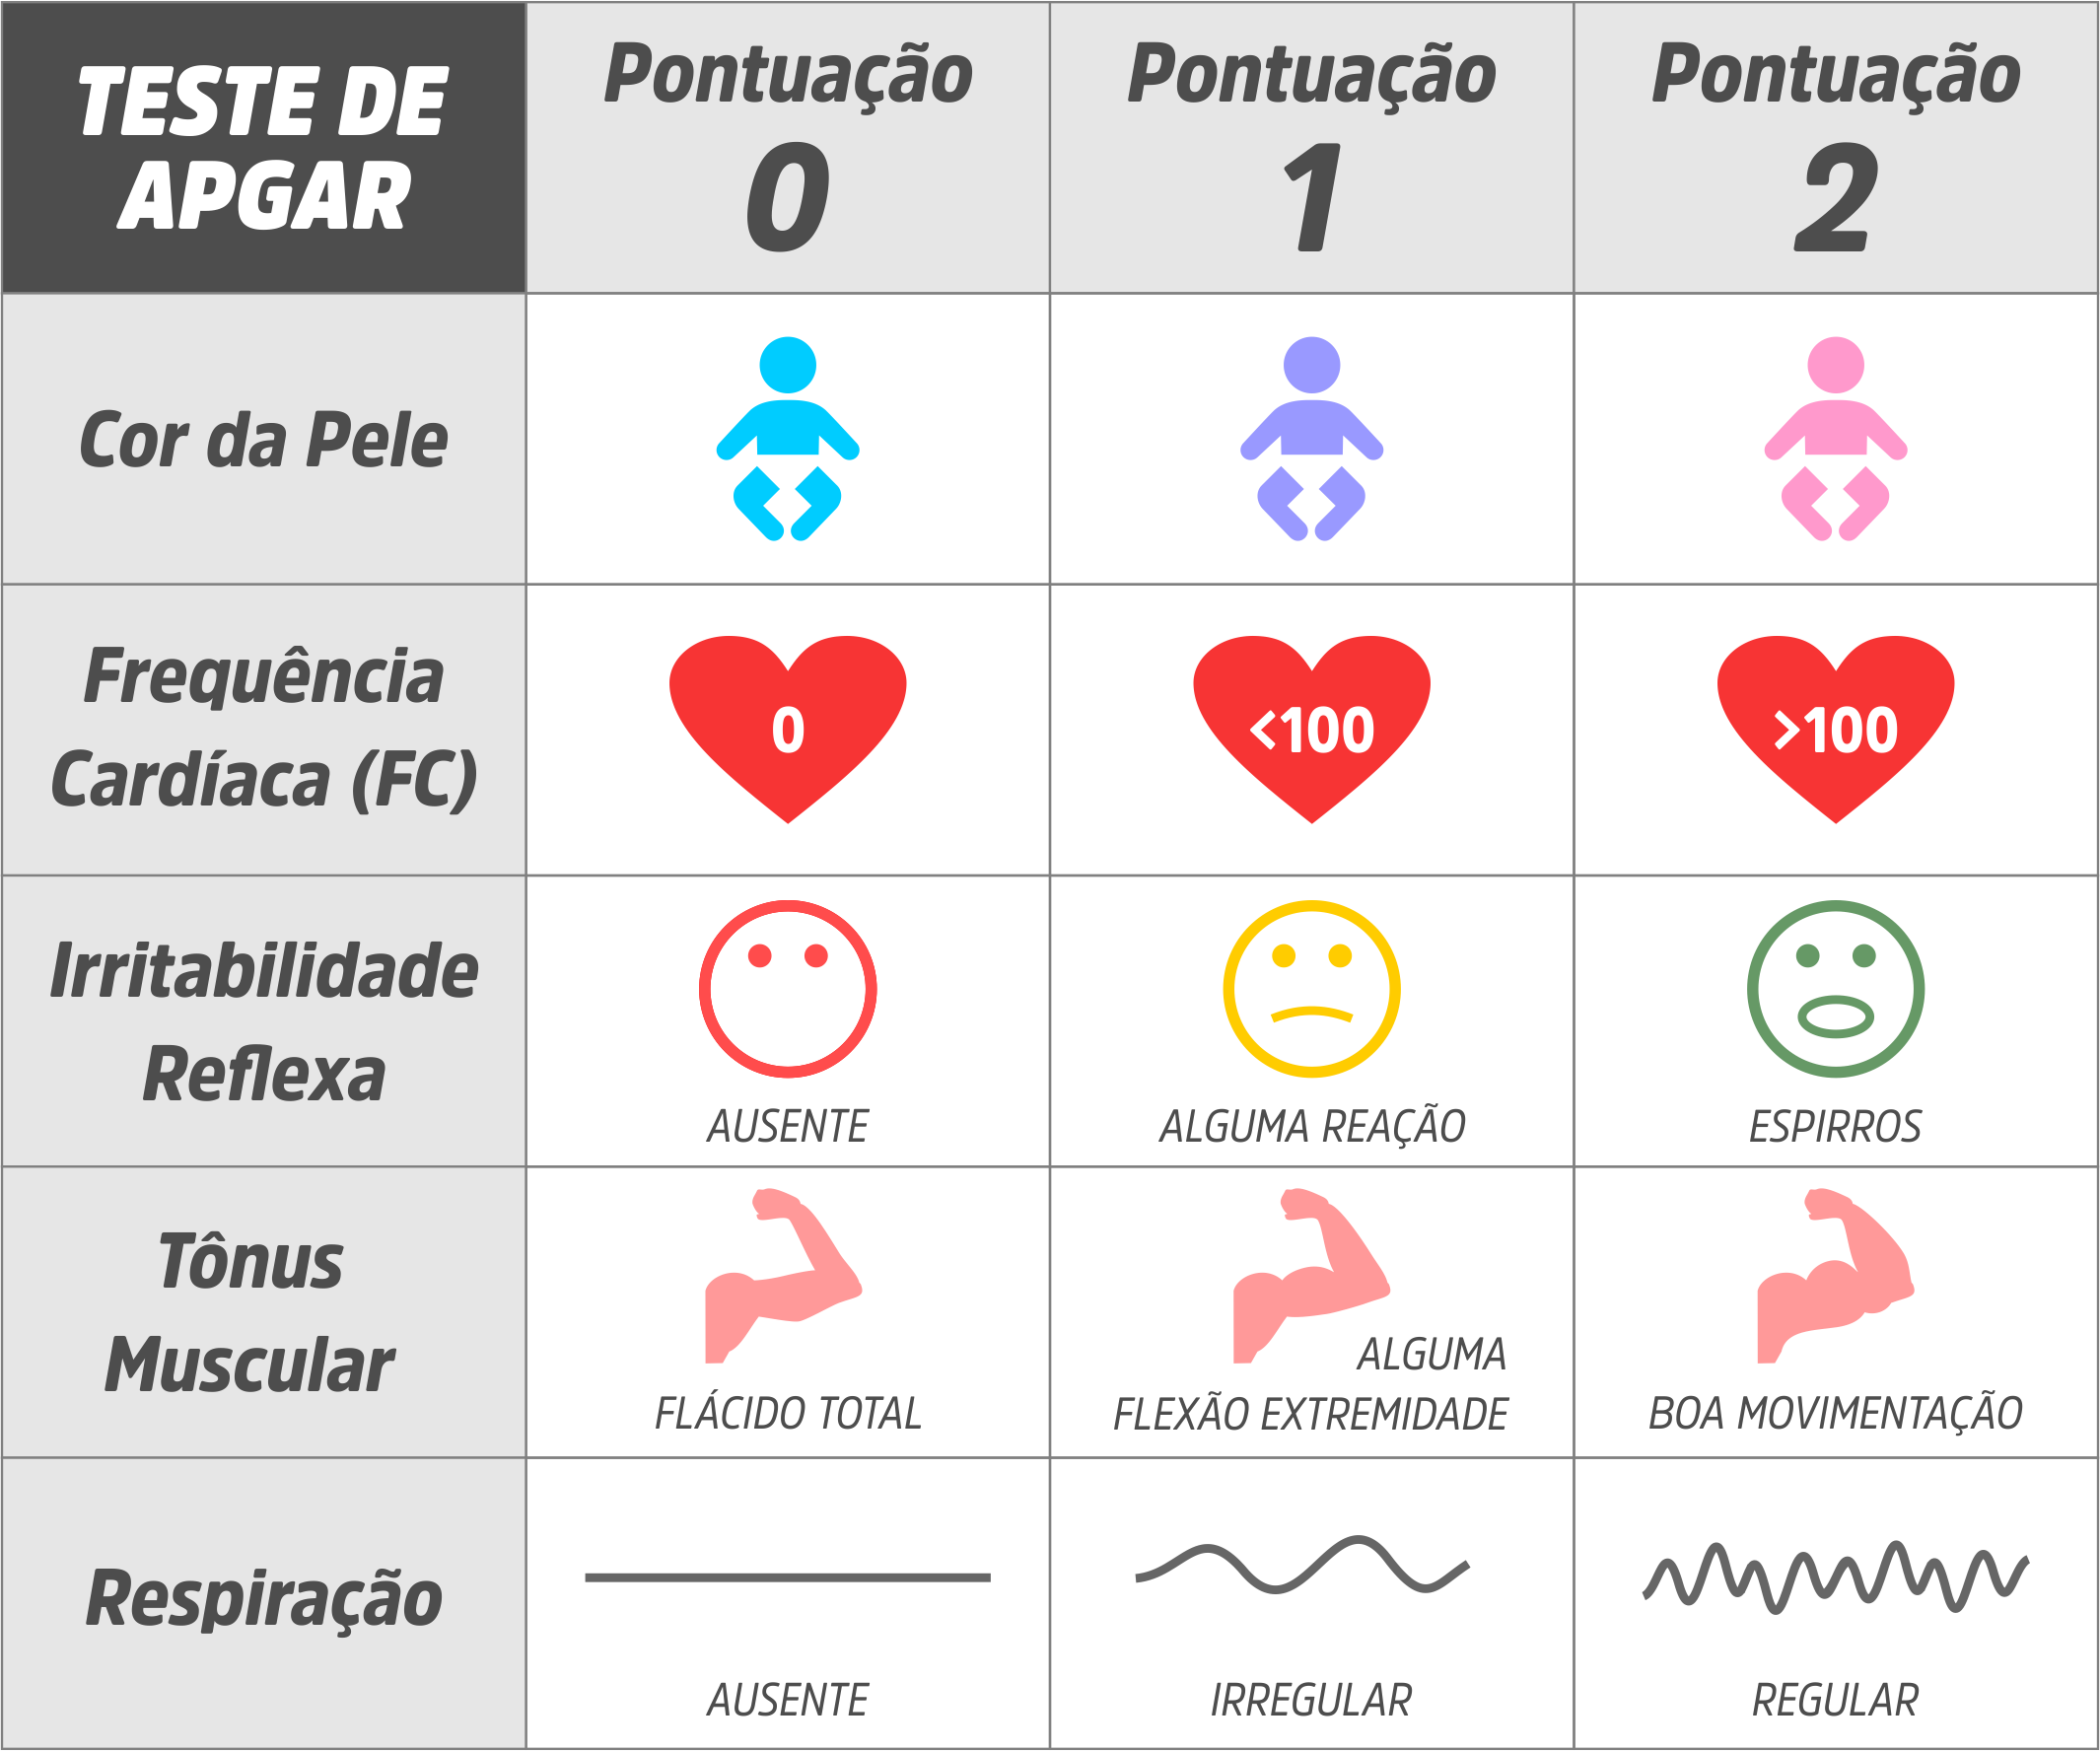 TESTE DE
APGAR
Pontuação
0
Pontuação
1
Pontuação
2
Cor da Pele
Frequência
Cardíaca (FC)
0
<100
>100
Irritabilidade
Reflexa
AUSENTE
ALGUMA REAÇÃO
ESPIRROS
Tônus
Muscular
FLÁCIDO TOTAL
ALGUMA
FLEXÃO EXTREMIDADE
BOA MOVIMENTAÇÃO
Respiração
AUSENTE
IRREGULAR
REGULAR